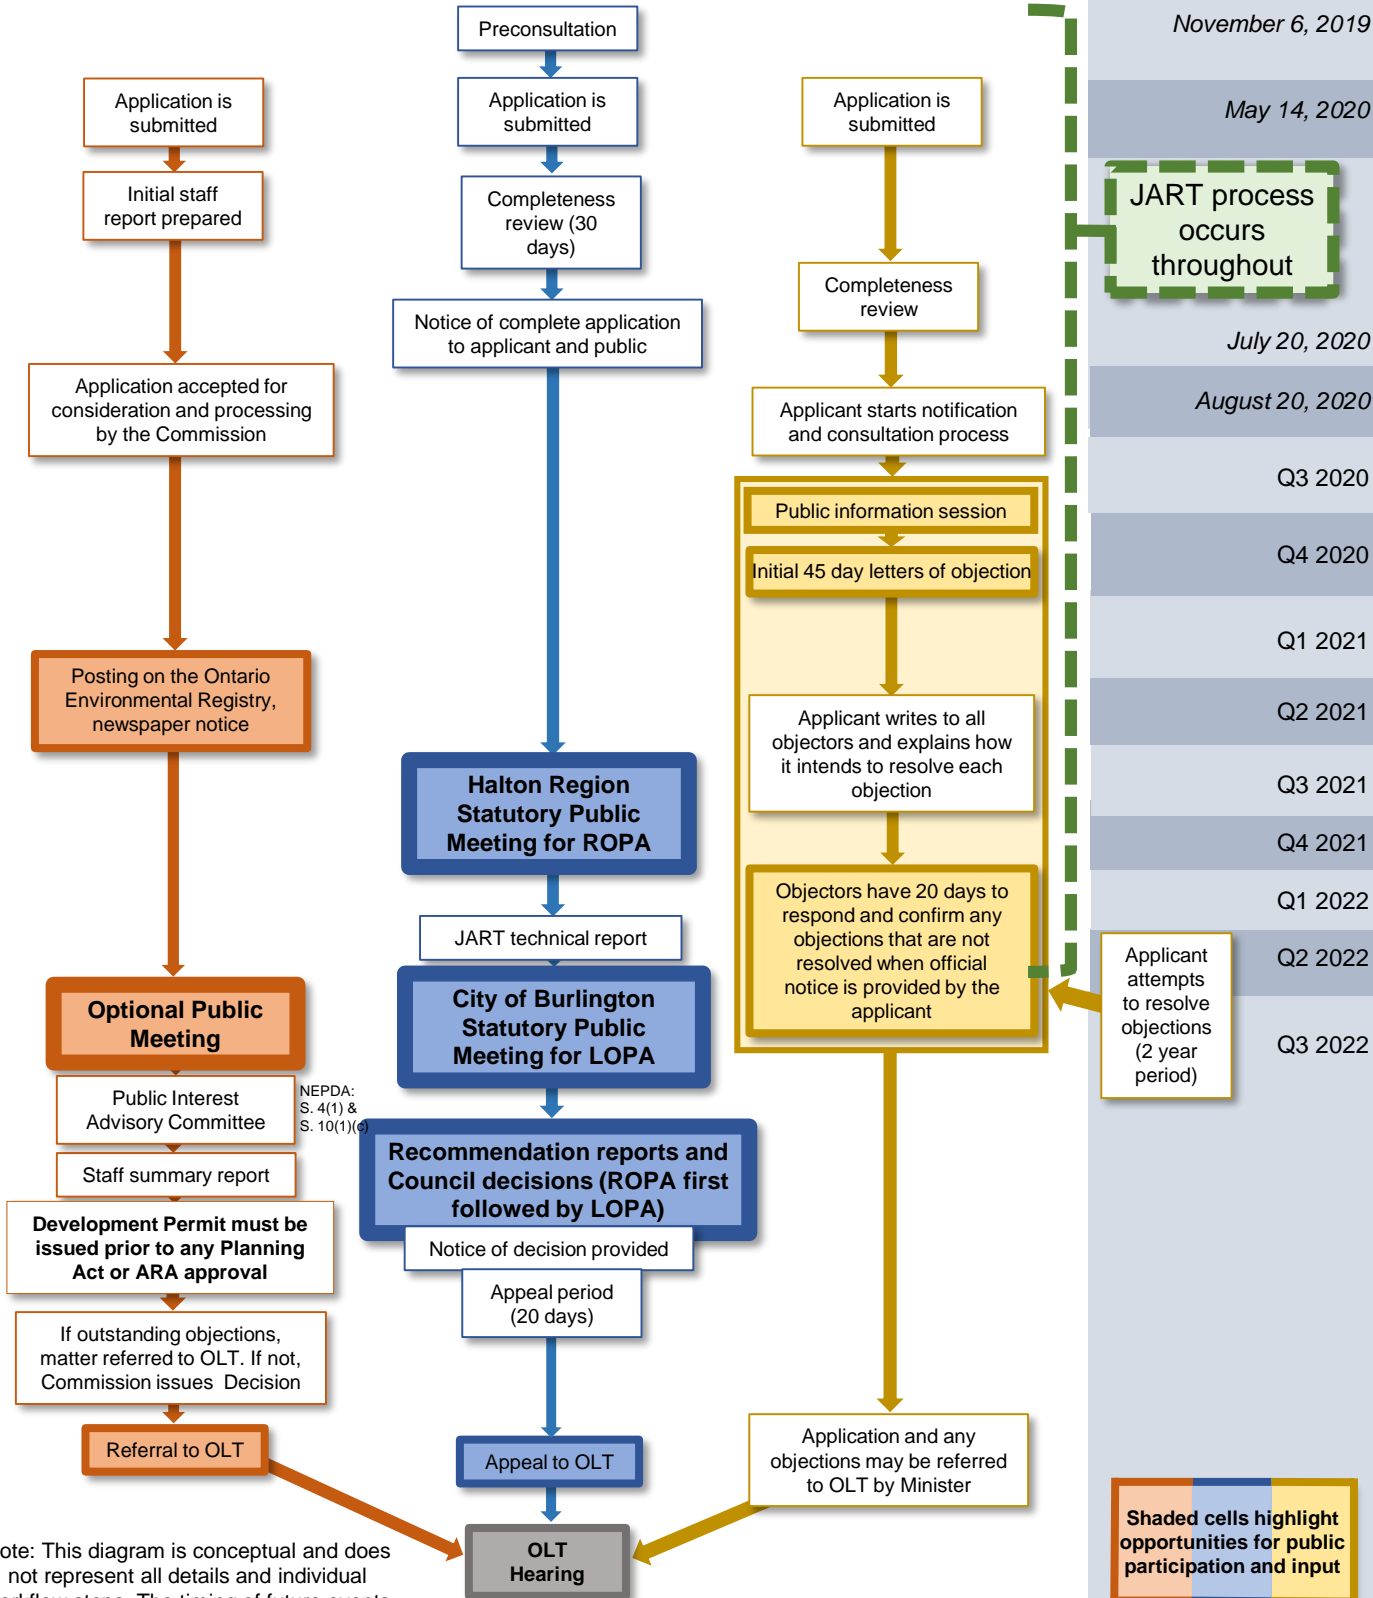 Preconsultation
Application is
submitted
Initial staff
report prepared
Application accepted for
consideration and processing
by the Commission
Posting on the Ontario
Environmental Registry,
newspaper notice
Optional Public
Meeting
Public Interest
Advisory Committee
NEPDA:
S. 4(1) &
S. 10(1)(c)
Staff summary report
Development Permit must be
issued prior to any Planning
Act or ARA approval
If outstanding objections,
matter referred to OLT. If not,
Commission issues Decision
Referral to OLT
Application is
submitted
Completeness
review (30
days)
Notice of complete application
to applicant and public
Halton Region
Statutory Public
Meeting for ROPA
JART technical report
City of Burlington
Statutory Public
Meeting for LOPA
Recommendation reports and
Council decisions (ROPA first
followed by LOPA)
Notice of decision provided
Appeal period
(20 days)
Appeal to OLT
OLT
Hearing
Application is
submitted
Completeness
review
Applicant starts notification
and consultation process
Public information session
Initial 45 day letters of objection
Applicant writes to all
objectors and explains how
it intends to resolve each
objection
Objectors have 20 days to
respond and confirm any
objections that are not
resolved when official
notice is provided by the
applicant
Applicant
attempts
to resolve
objections
(2 year
period)
Application and any
objections may be referred
to OLT by Minister
November 6, 2019
May 14, 2020
JART process
occurs
throughout
July 20, 2020
August 20, 2020
Q3 2020
Q4 2020
Q1 2021
Q2 2021
Q3 2021
Q4 2021
Q1 2022
Q2 2022
Q3 2022
Shaded cells highlight
opportunities for public
participation and input
ote: This diagram is conceptual and does
not represent all details and individual